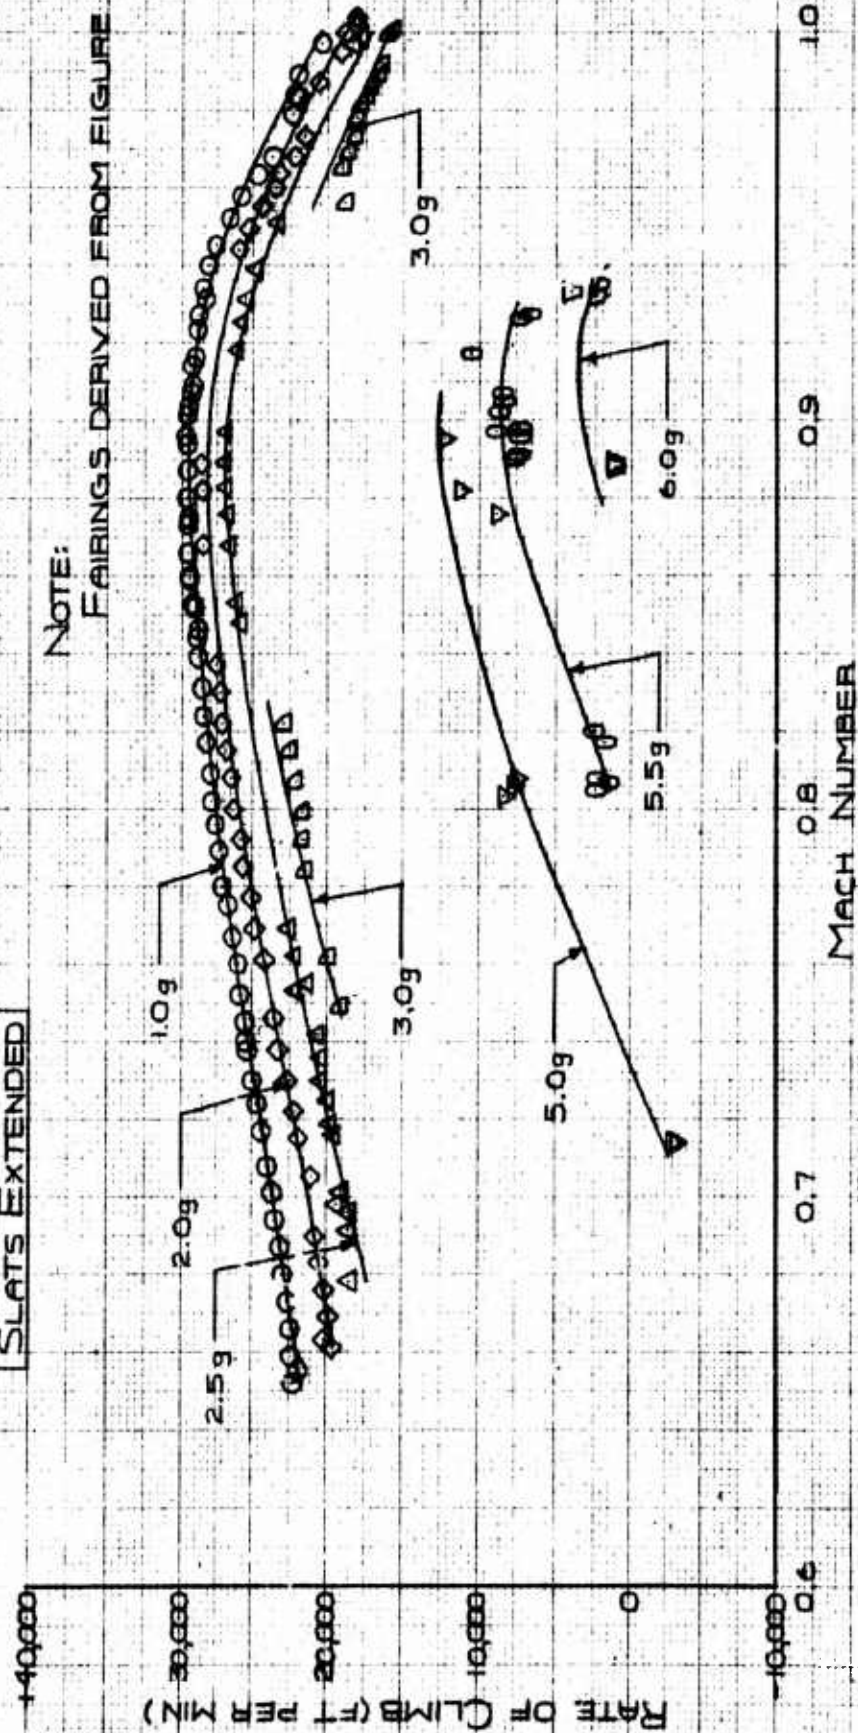 SLATS EXTENDED
NOTE:
FAIRINGS DERIVED FROM FIGURE
+40,000
30,000
20,000
10,000
0
-10,000
RATE OF CLIMB (FT PER MIN)
1.0g
2.0g
2.5g
3.0g
3.0g
5.0g
5.5g
6.0g
0.6
0.7
0.8
0.9
1.0
MACH NUMBER